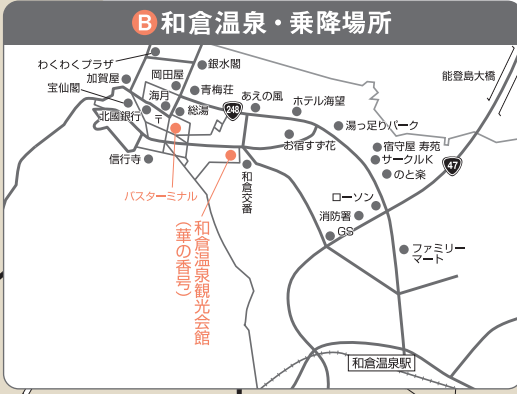 B 和倉温泉・乗降場所
わくわくプラザ
加賀屋
岡田屋
銀水閣
能登島大橋
宝仙閣
海月
青梅荘
あえの風
ホテル海望
北國銀行
〒
総湯
248
湯っ足りパーク
お宿すず花
宿守屋 寿苑
サークルK
のと楽
47
信行寺
バスターミナル
和倉交番
和倉温泉観光会館
(華の香号)
ローソン
消防署
GS
ファミリー
マート
和倉温泉駅